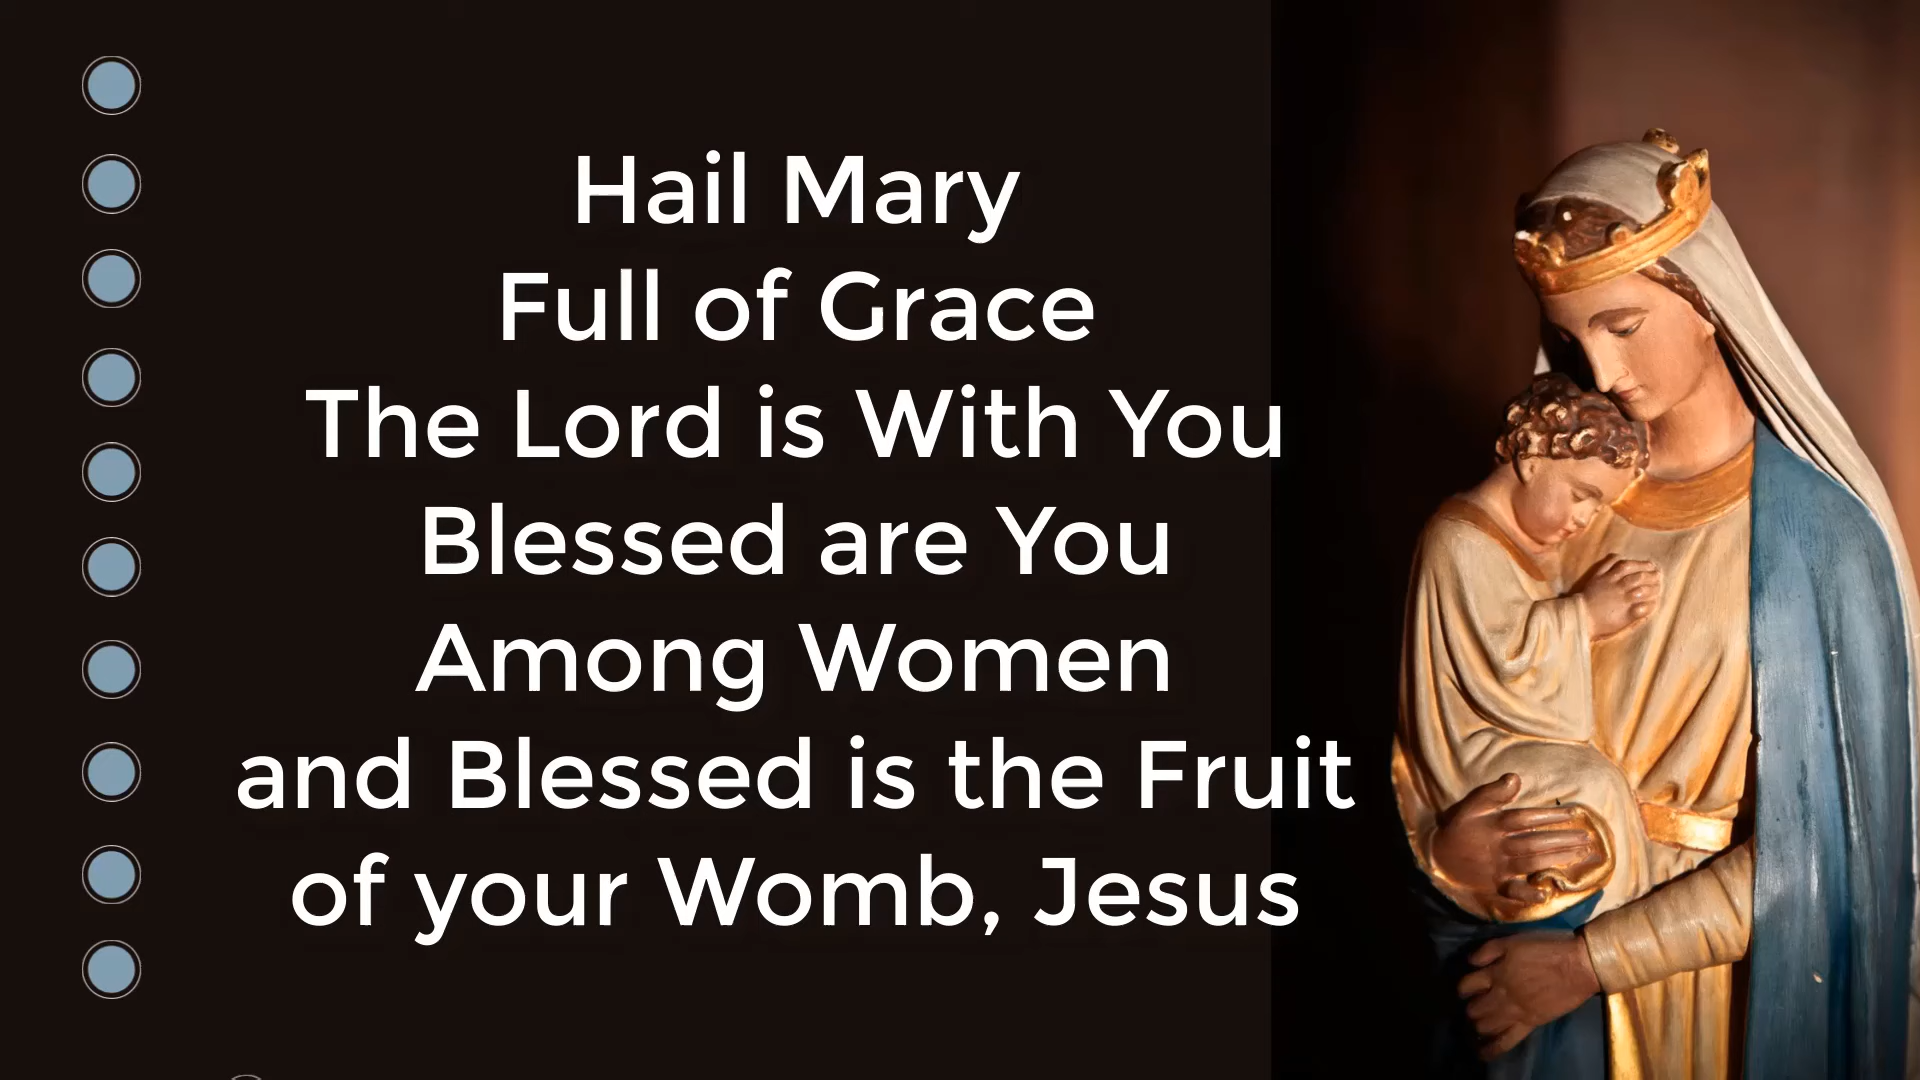 Hail Mary
Full of Grace
The Lord is With You
Blessed are You
Among Women
and Blessed is the Fruit
of your Womb, Jesus